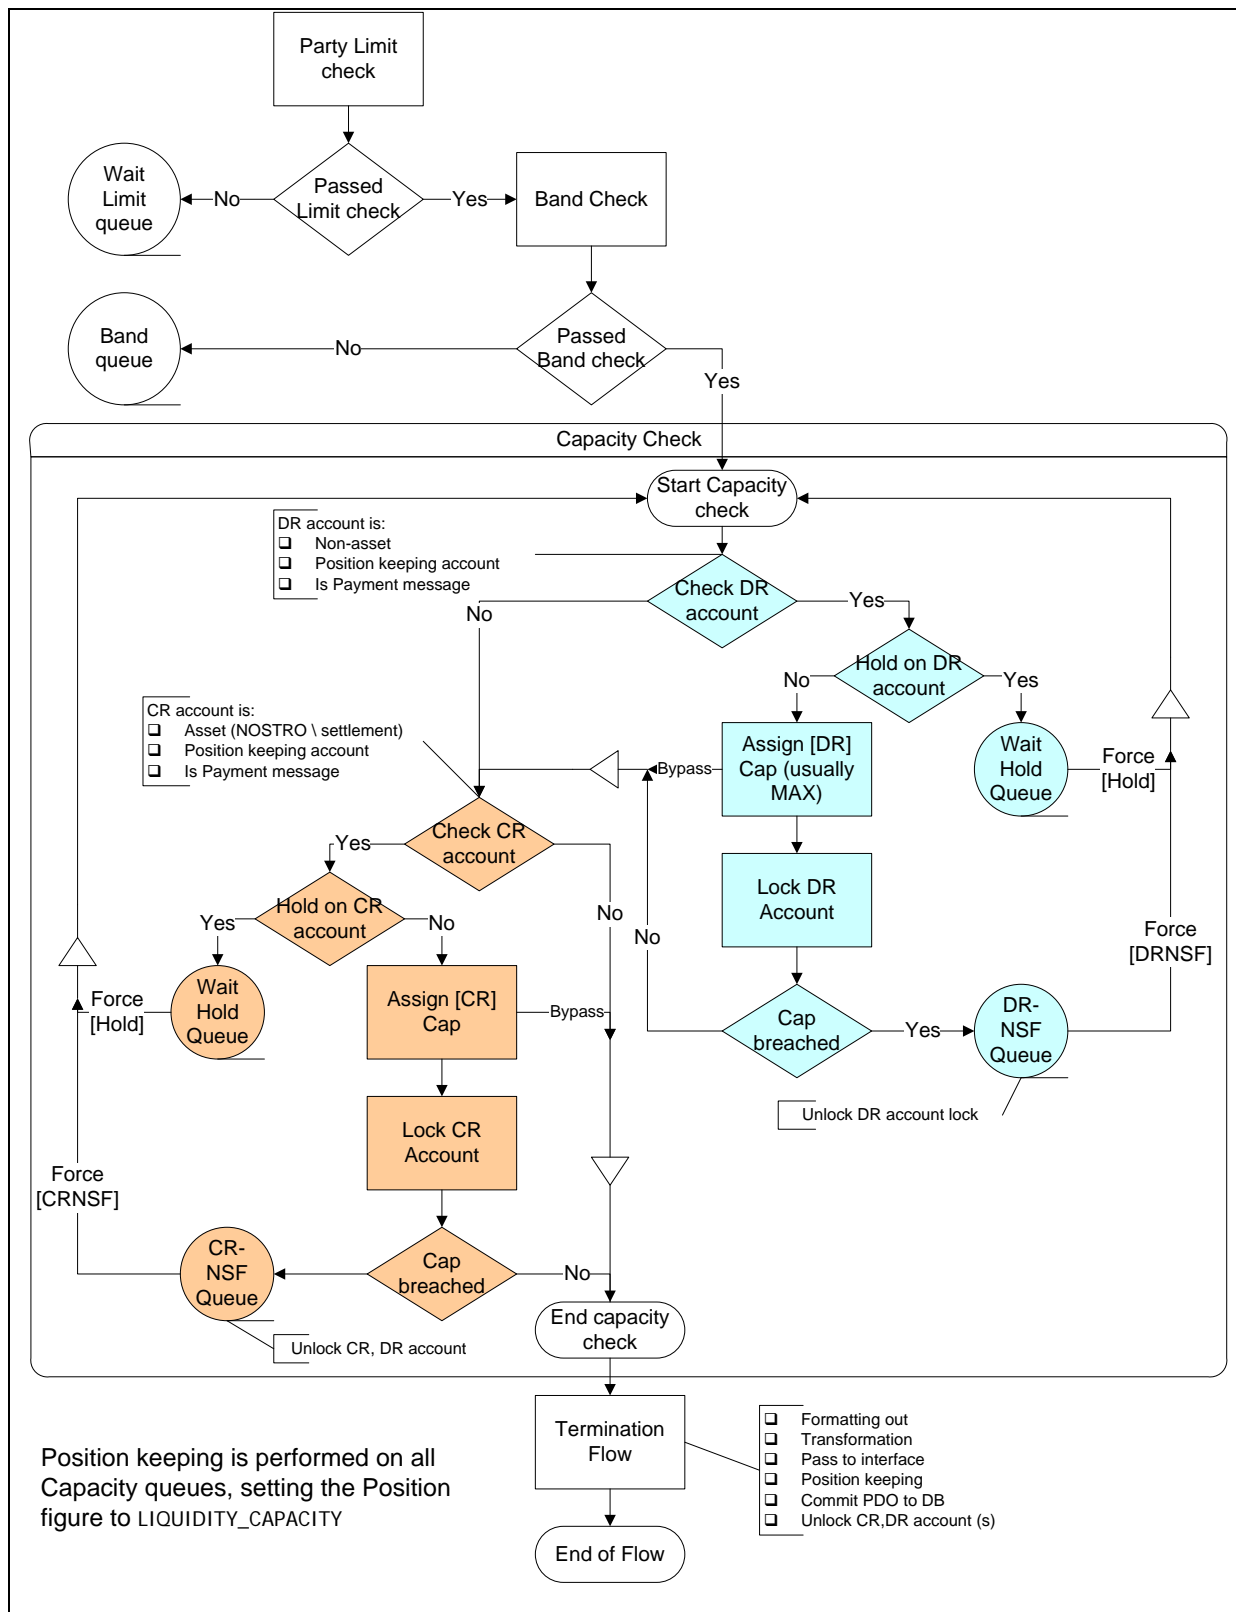 Party Limit
check
Wait
Limit
queue
No
Passed
Limit check
Yes
Band Check
Band
queue
No
Passed
Band check
Yes
Capacity Check
Start Capacity
check
DR account is:
Non-asset
Position keeping account
Is Payment message
Check DR
account
No
Yes
Hold on DR
account
No
Yes
CR account is:
Asset (NOSTRO \ settlement)
Position keeping account
Is Payment message
Assign [DR]
Cap (usually
MAX)
Bypass
Wait
Hold
Queue
Force
[Hold]
Check CR
account
Yes
No
Lock DR
Account
Hold on CR
account
Yes
No
No
Force
[DRNSF]
Wait
Hold
Queue
Force
[Hold]
Assign [CR]
Cap
Bypass
Cap
breached
Yes
DR-
NSF
Queue
Unlock DR account lock
Lock CR
Account
Force
[CRNSF]
CR-
NSF
Queue
Cap
breached
No
End capacity
check
Unlock CR, DR account
Termination
Flow
Formatting out
Transformation
Pass to interface
Position keeping
Commit PDO to DB
Unlock CR,DR account (s)
Position keeping is performed on all
Capacity queues, setting the Position
figure to LIQUIDITY_CAPACITY
End of Flow